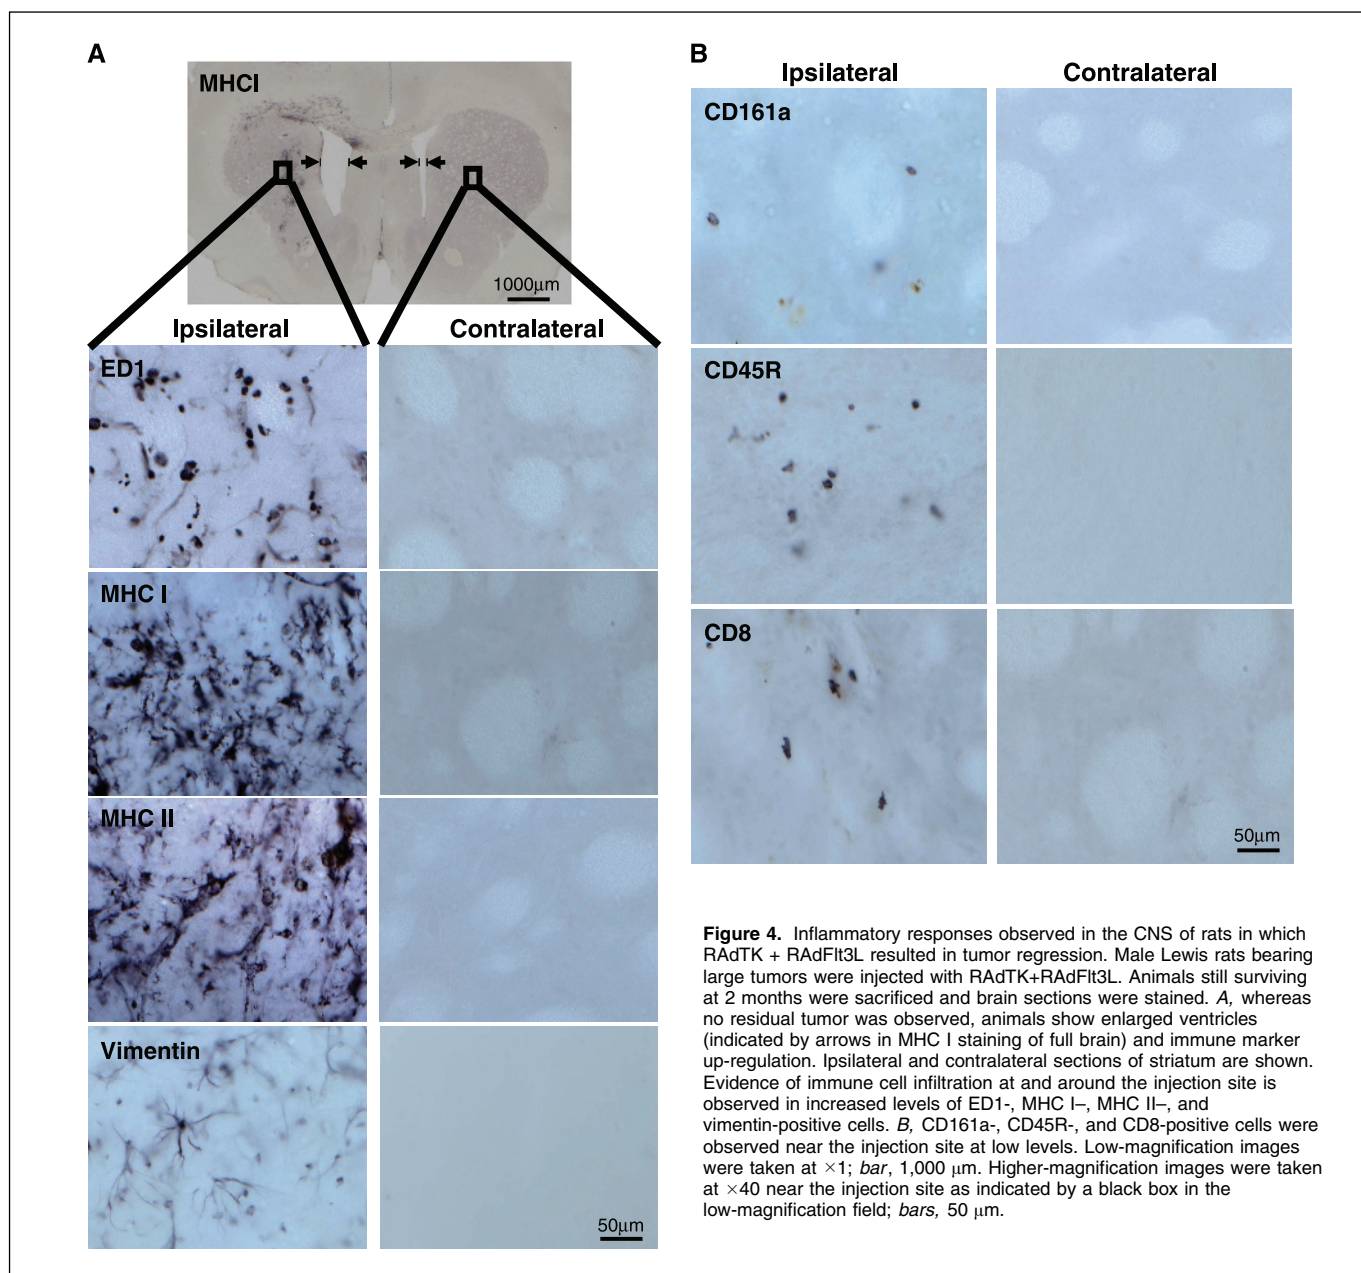 A
MHCI
1000μm
Ipsilateral
Contralateral
ED1
MHC I
MHC II
Vimentin
50μm
B
Ipsilateral
Contralateral
CD161a
CD45R
CD8
50μm
Figure 4. Inflammatory responses observed in the CNS of rats in which
RAdTK + RAdFlt3L resulted in tumor regression. Male Lewis rats bearing
large tumors were injected with RAdTK+RAdFlt3L. Animals still surviving
at 2 months were sacrificed and brain sections were stained. A, whereas
no residual tumor was observed, animals show enlarged ventricles
(indicated by arrows in MHC I staining of full brain) and immune marker
up-regulation. Ipsilateral and contralateral sections of striatum are shown.
Evidence of immune cell infiltration at and around the injection site is
observed in increased levels of ED1-, MHC I–, MHC II–, and
vimentin-positive cells. B, CD161a-, CD45R-, and CD8-positive cells were
observed near the injection site at low levels. Low-magnification images
were taken at ×1; bar, 1,000 μm. Higher-magnification images were taken
at ×40 near the injection site as indicated by a black box in the
low-magnification field; bars, 50 μm.